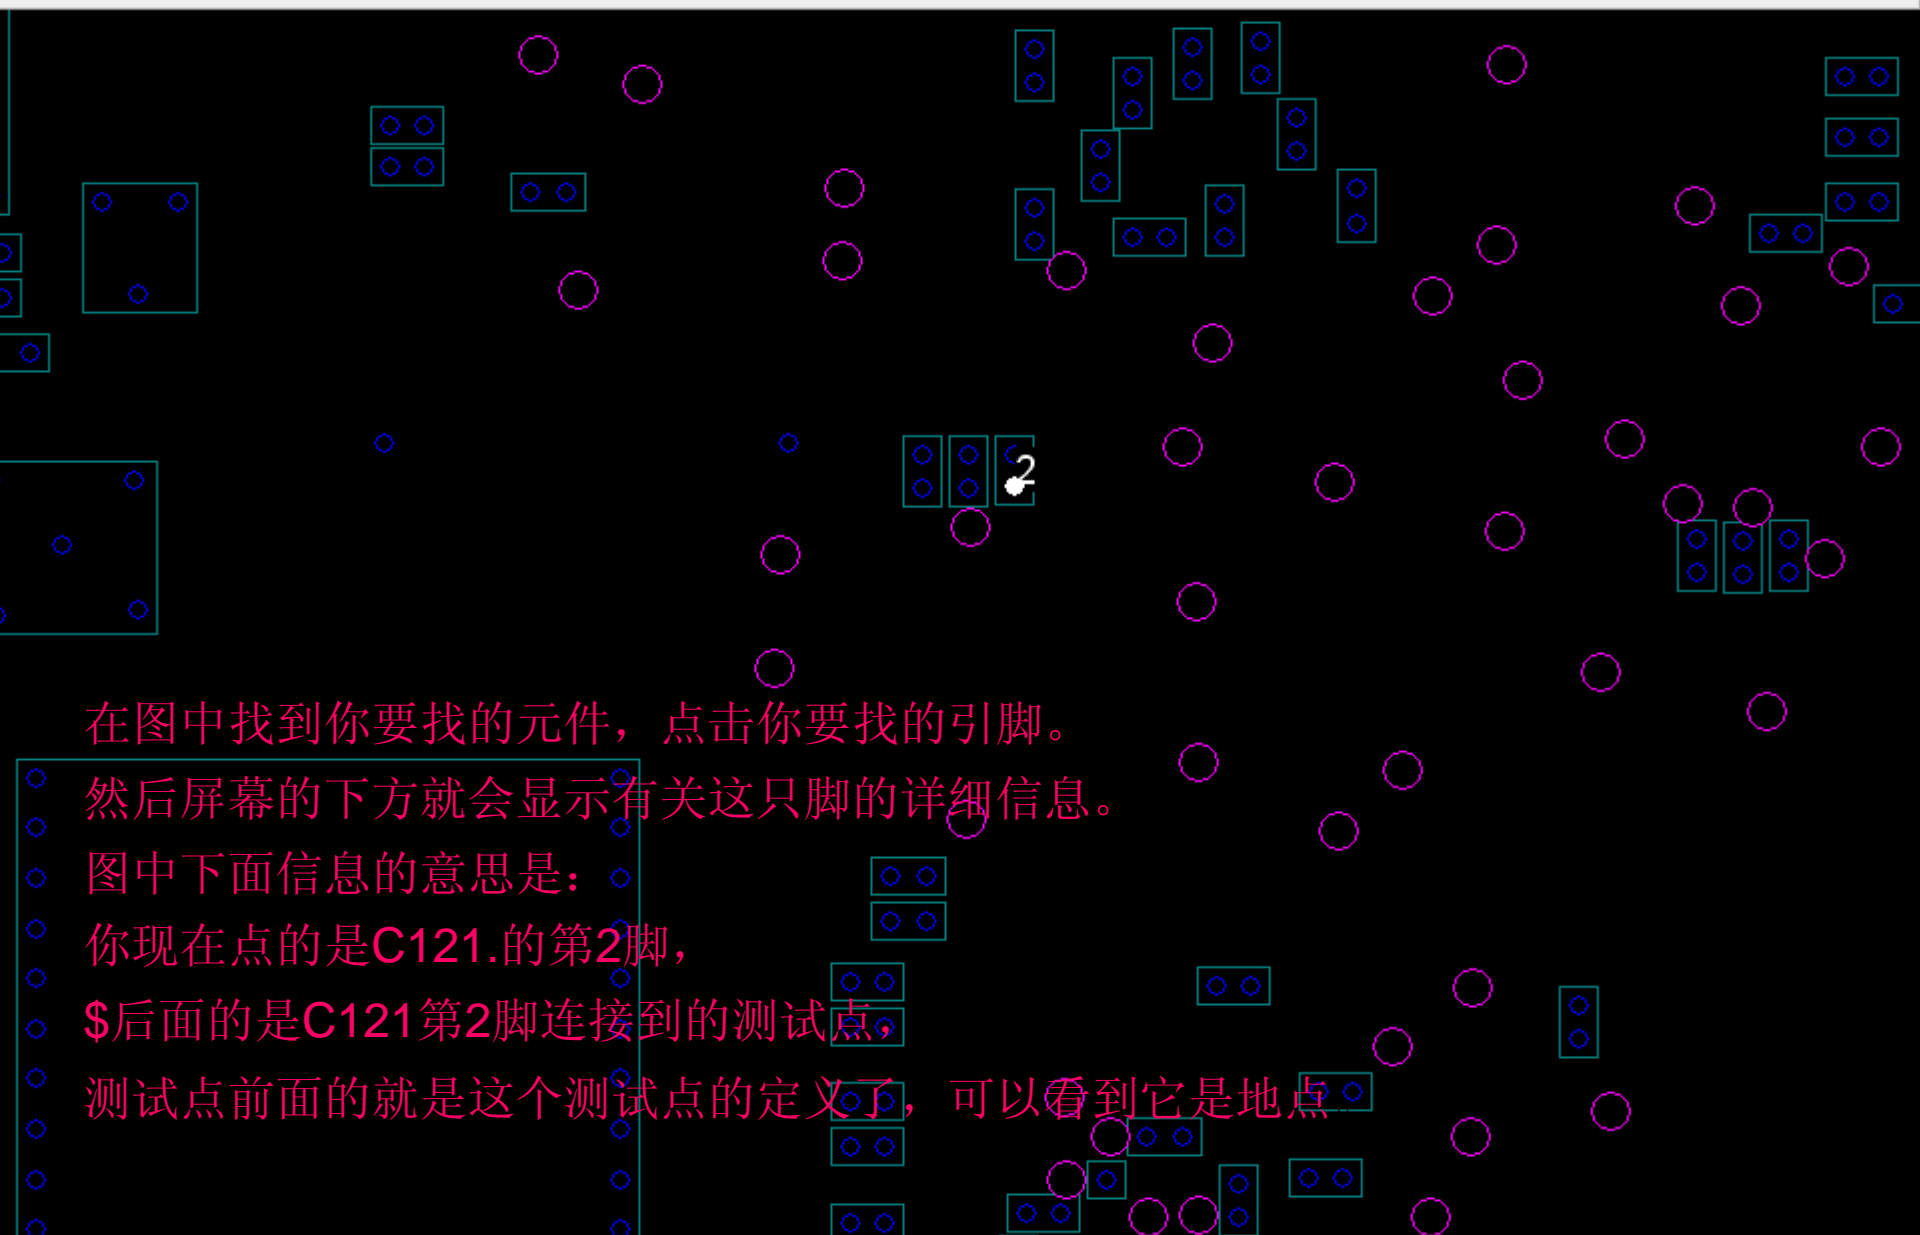 2
在图中找到你要找的元件，点击你要找的引脚。
然后屏幕的下方就会显示有关这只脚的详细信息。
图中下面信息的意思是：
你现在点的是C121.的第2脚，
$后面的是C121第2脚连接到的测试点，
测试点前面的就是这个测试点的定义了，可以看到它是地点